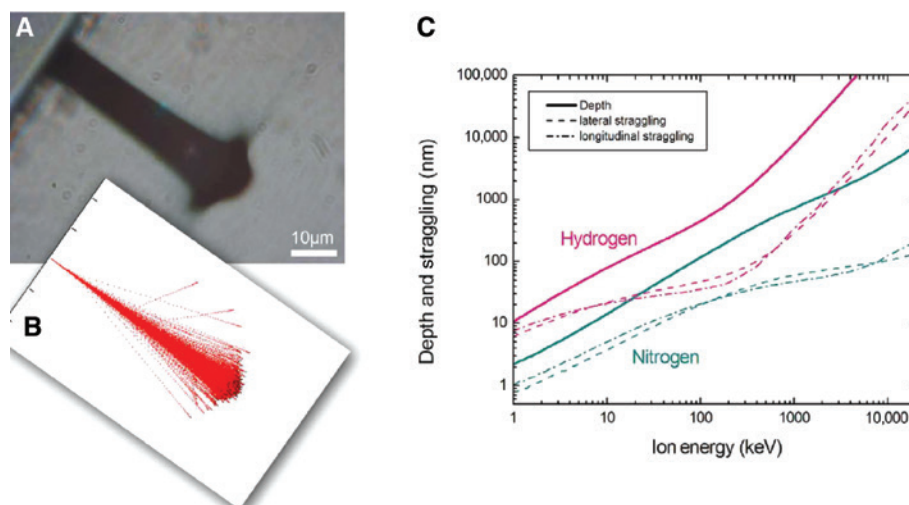 A
10μm
B
C
100,000
10,000
1000
100
10
1
Depth and straggling (nm)
Depth
lateral straggling
longitudinal straggling
Hydrogen
Nitrogen
1
10
100
1000
10,000
Ion energy (keV)